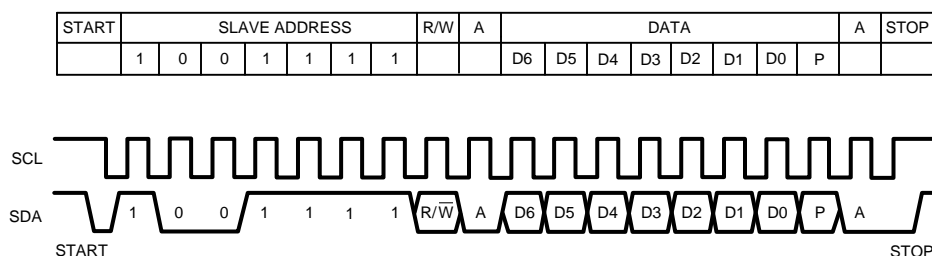 START SLAVE ADDRESS R/W A DATA A STOP
1 0 0 1 1 1 1 D6 D5 D4 D3 D2 D1 D0 P
SCL
SDA 1 0 0 1 1 1 1 R/W̅ A D6 D5 D4 D3 D2 D1 D0 P A
START STOP